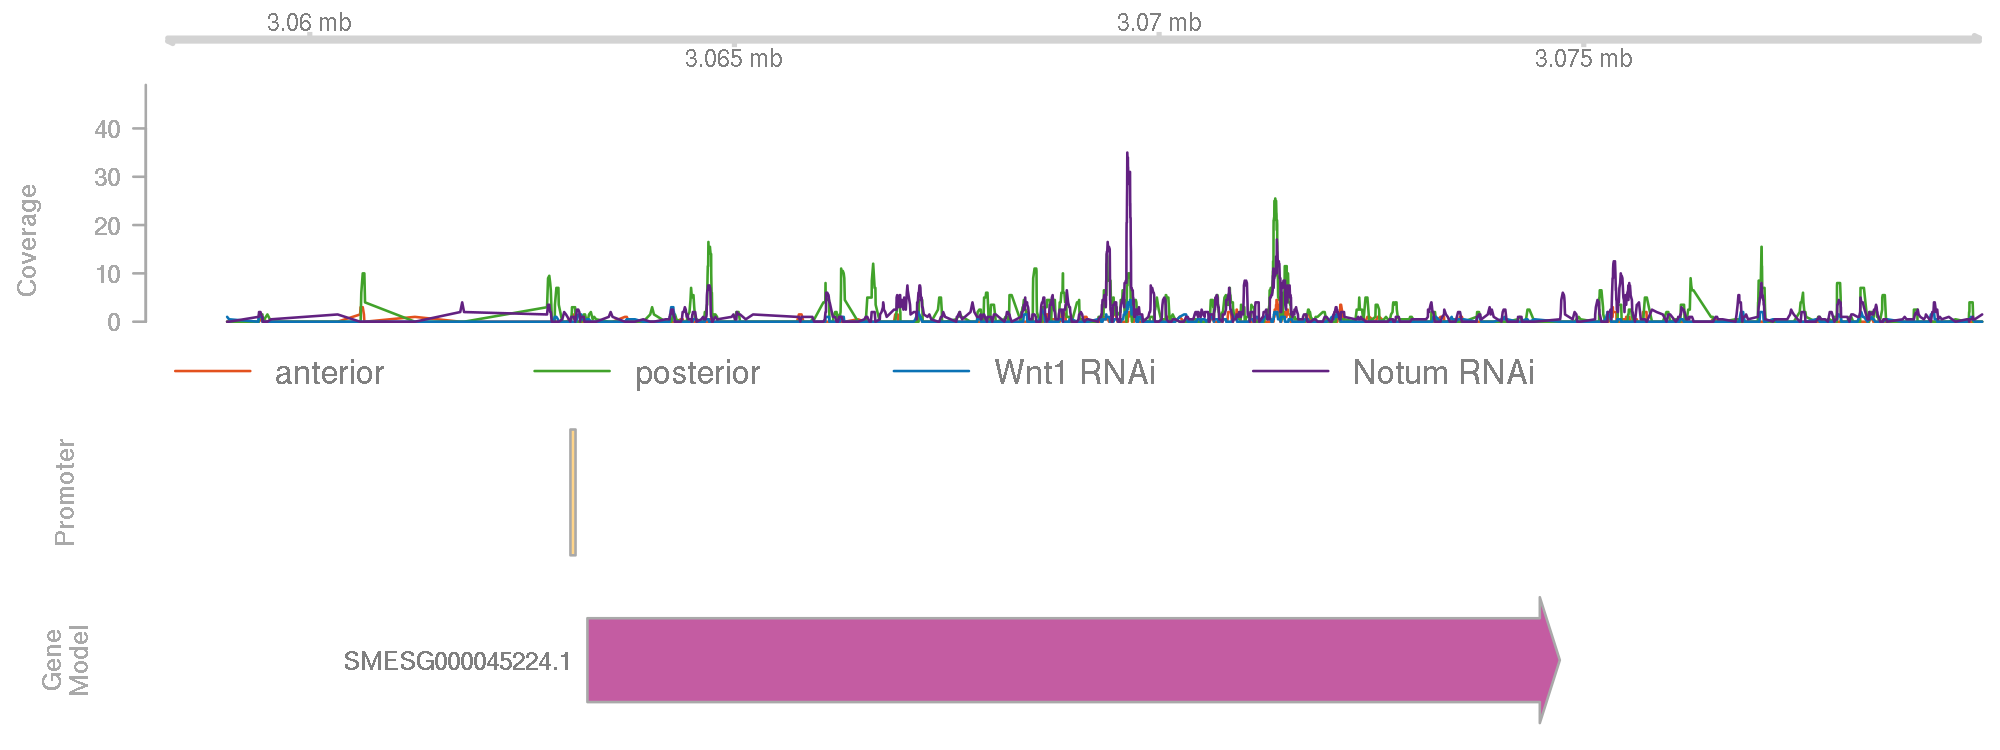 3.06 mb
3.07 mb
3.065 mb
3.075 mb
Coverage
40
30
20
10
0
anterior
posterior
Wnt1 RNAi
Notum RNAi
Promoter
Gene
Model
SMESG000045224.1